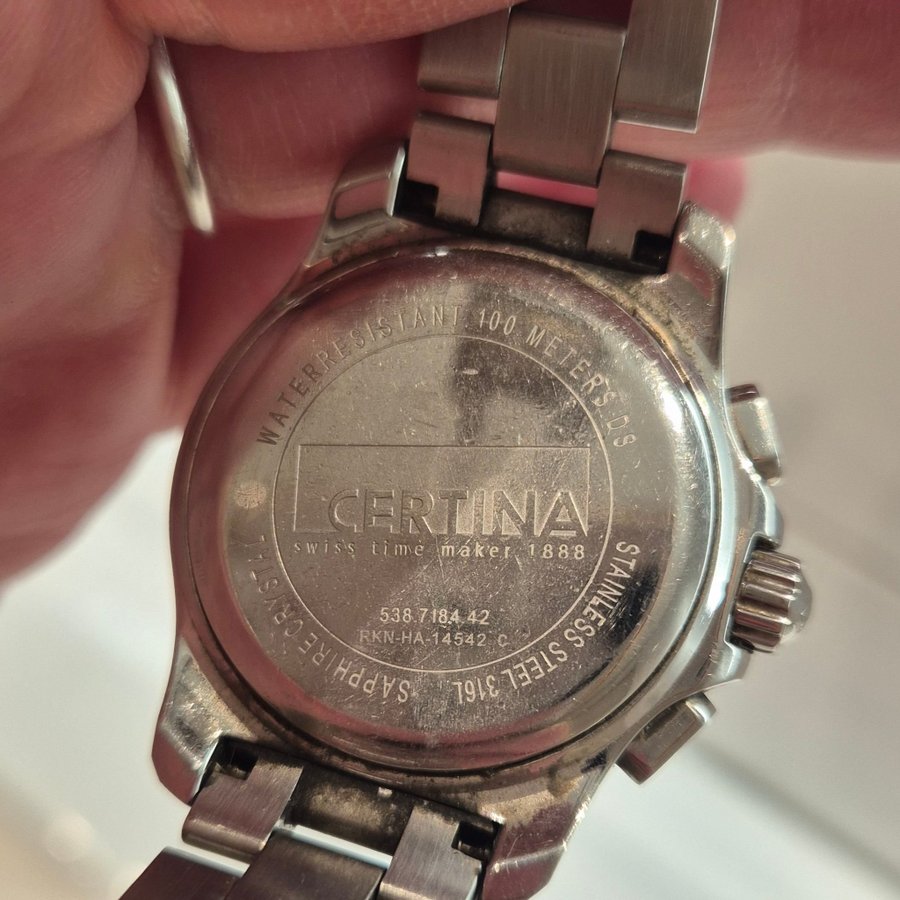 WATERRESISTANT 100 METERS DS
STAINLESS STEEL 316L
SAPPHIRE CRYSTAL
CERTINA
swiss time maker 1888
538.7184.42
RKN-HA-14542 C